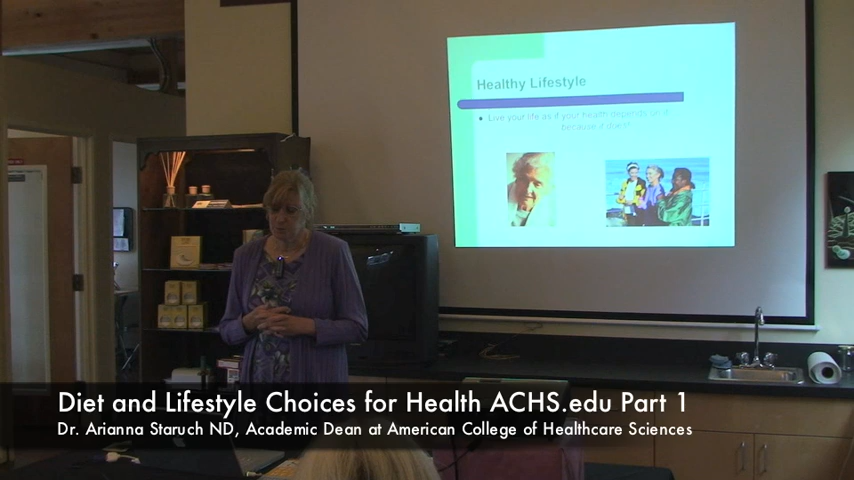 Healthy Lifestyle
Live your life as if your health depends on it
because it does!
Diet and Lifestyle Choices for Health ACHS.edu Part 1
Dr. Arianna Staruch ND, Academic Dean at American College of Healthcare Sciences